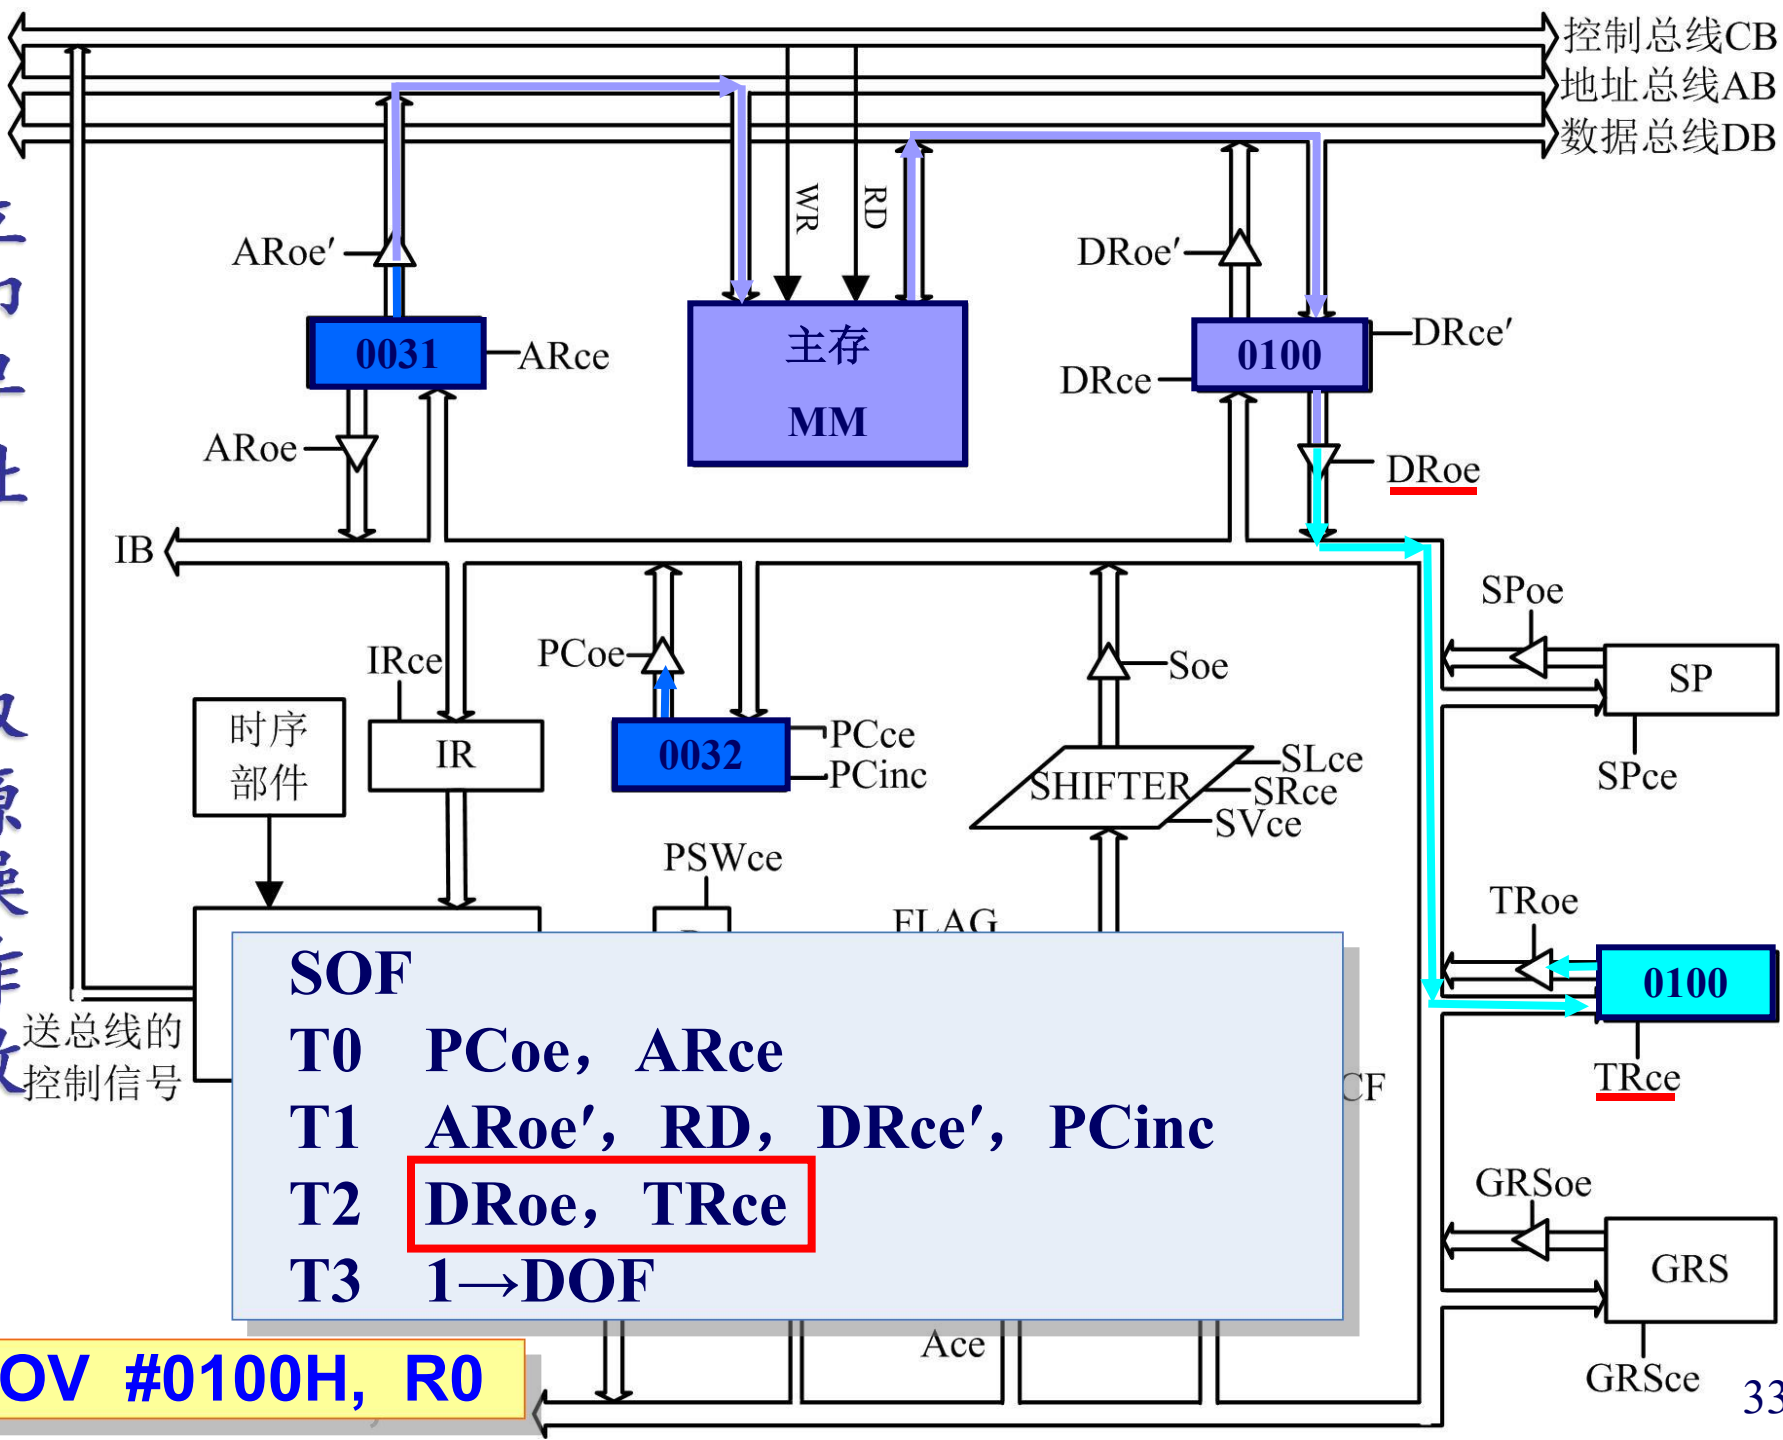 控制总线CB
地址总线AB
数据总线DB
WR
RD
ARoe′
DRoe′
0031
ARce
主存
MM
0100
DRce′
DRce
ARoe
DRoe
IB
SPoe
SP
SPce
IRce
PCoe
Soe
时序
部件
IR
0032
PCce
PCinc
SHIFTER
SLce
SRce
SVce
PSWce
FLAG
TRoe
0100
TRce
送总线的
控制信号
CF
SOF
T0 PCoe，ARce
T1 ARoe′，RD，DRce′，PCinc
T2 DRoe，TRce
T3 1→DOF
GRSoe
GRS
GRSce
Ace
OV #0100H, R0
33